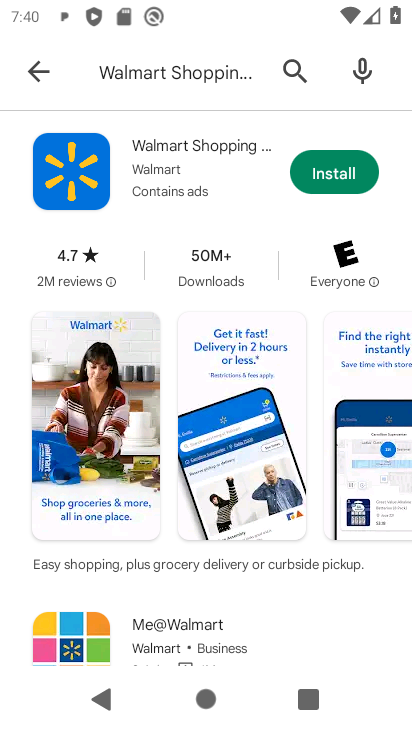 7:40
Walmart Shoppin...
Walmart Shopping ...
Walmart
Contains ads
Install
4.7 ★
2M reviews
50M+
Downloads
E
Everyone
Walmart
Shop groceries & more,
all in one place.
Get it fast!
Delivery in 2 hours
or less.*
*Restrictions & fees apply.
Find the right
instantly
Save time with store
Easy shopping, plus grocery delivery or curbside pickup.
Me@Walmart
Walmart • Business